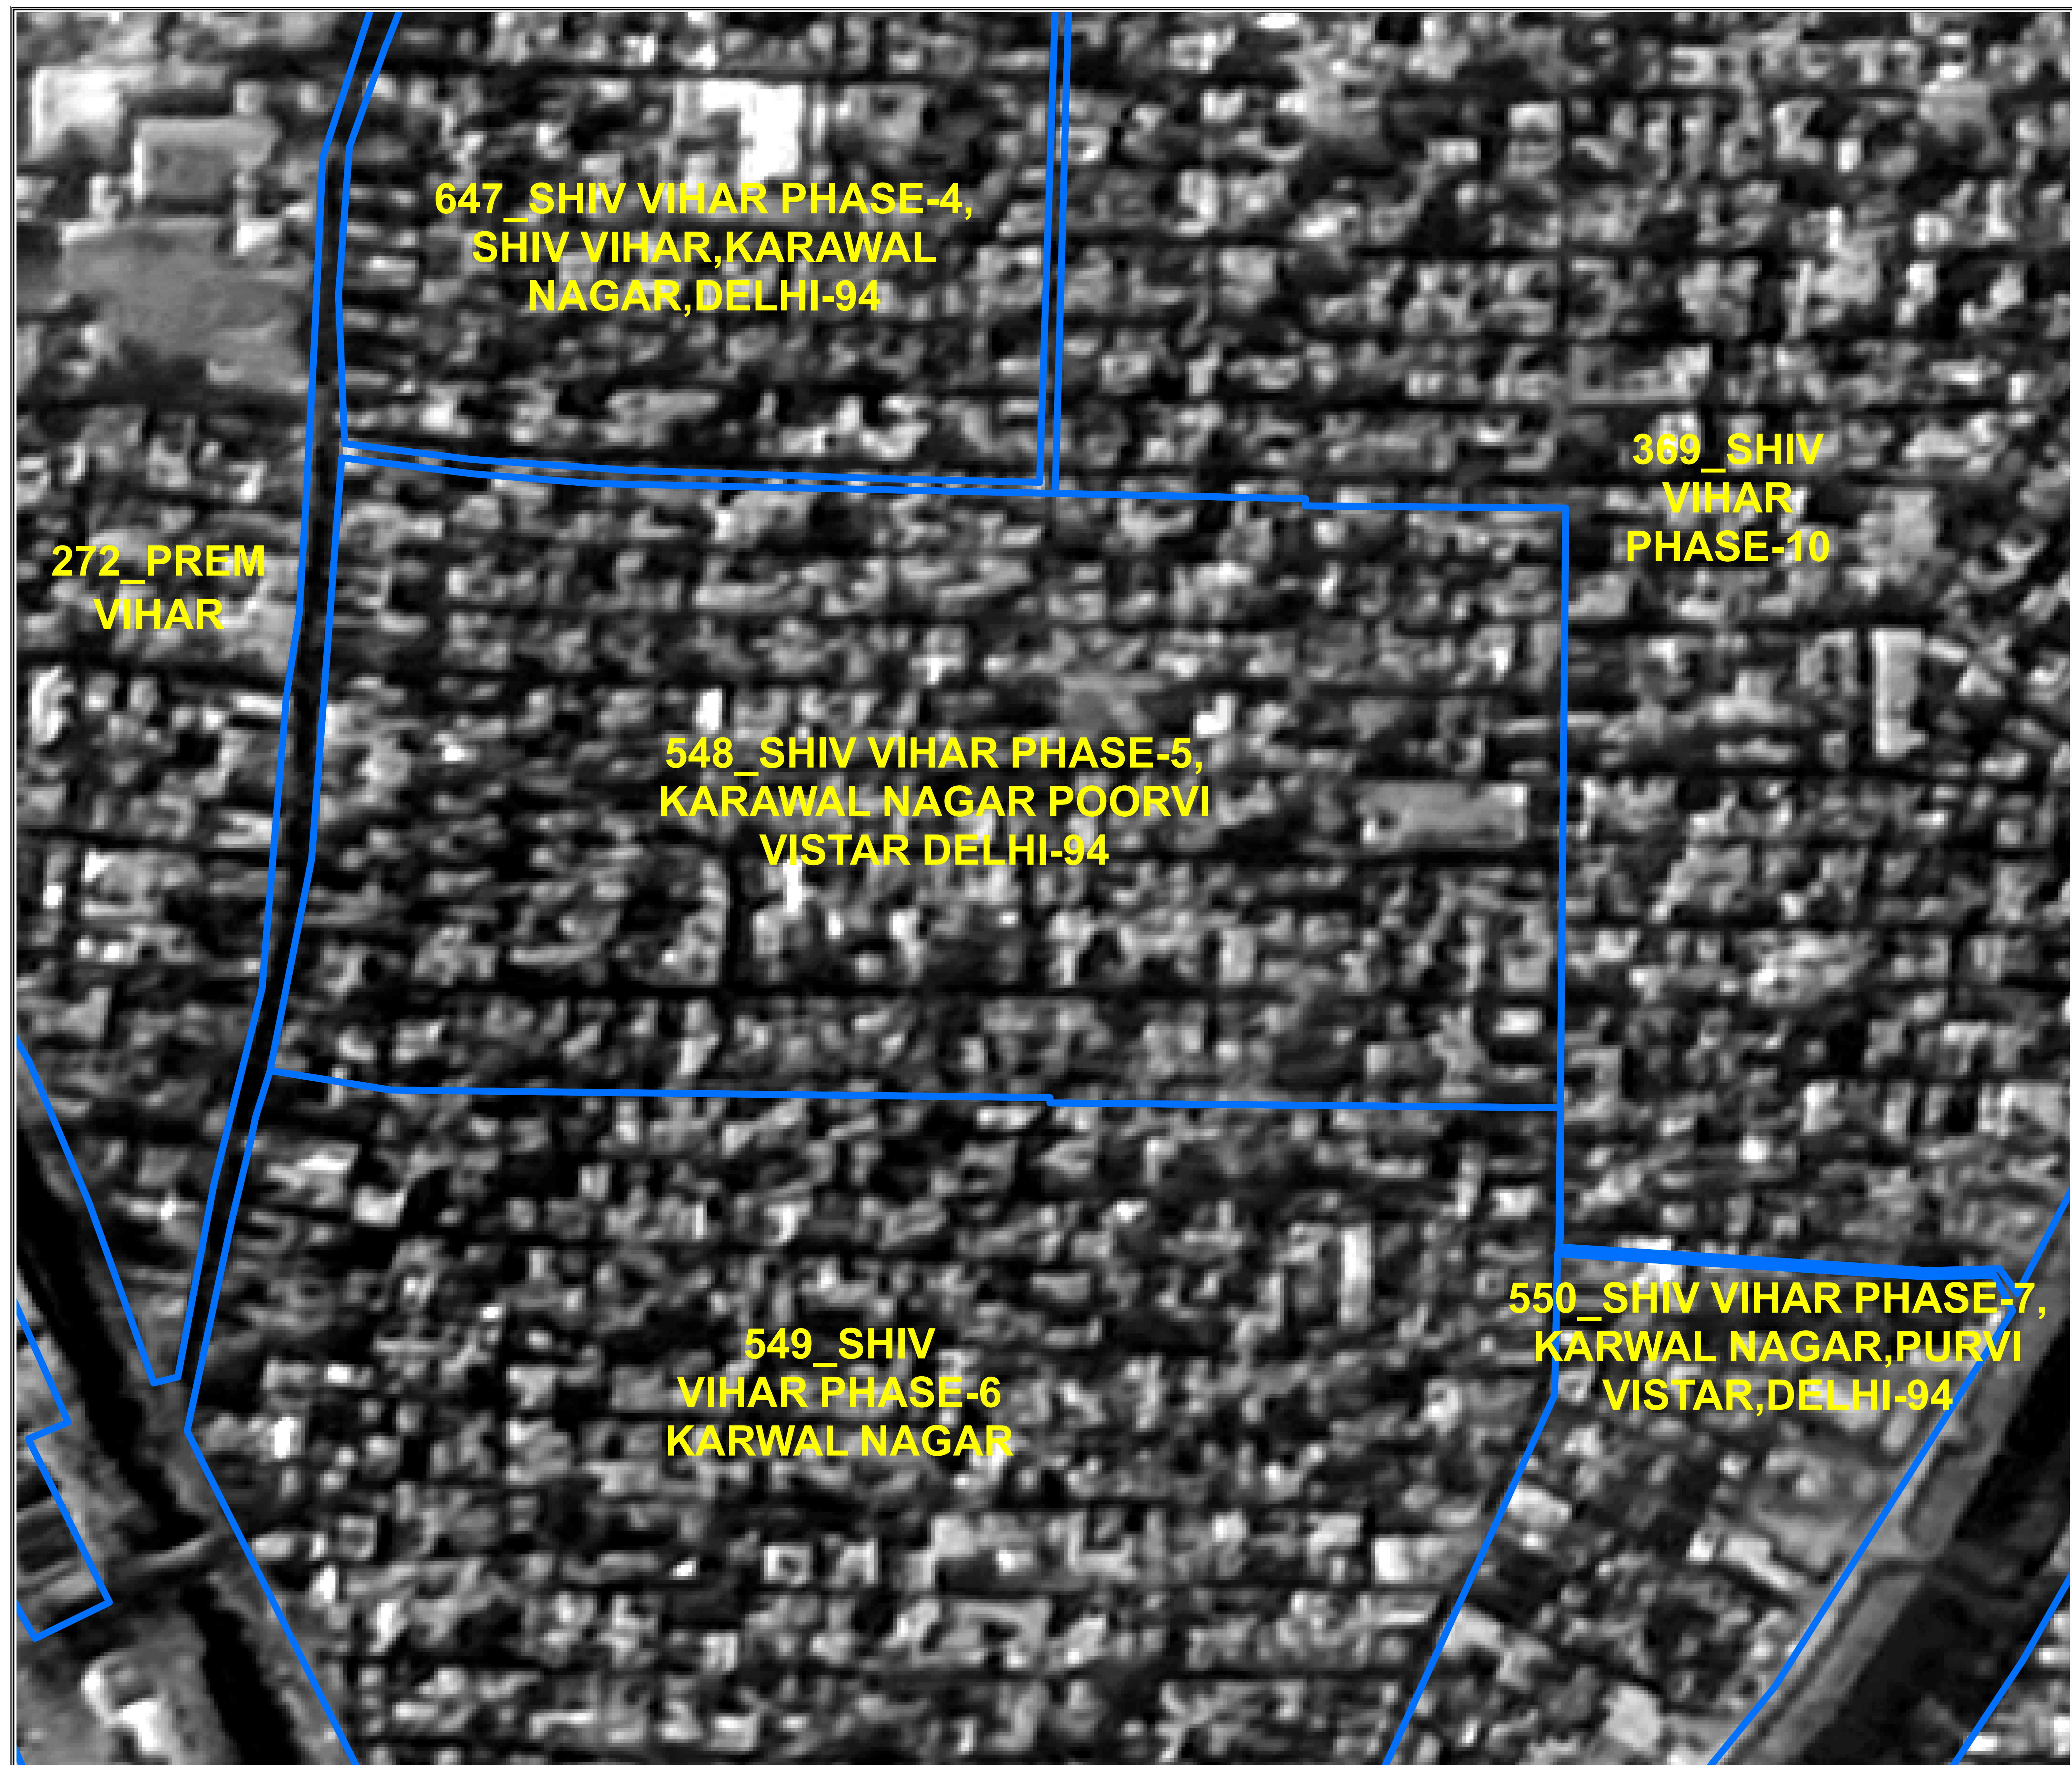 647_SHIV VIHAR PHASE-4,
SHIV VIHAR,KARAWAL
NAGAR,DELHI-94
369_SHIV
VIHAR
PHASE-10
272_PREM
VIHAR
548_SHIV VIHAR PHASE-5,
KARAWAL NAGAR POORVI
VISTAR DELHI-94
550_SHIV VIHAR PHASE-7,
KARWAL NAGAR,PURVI
VISTAR,DELHI-94
549_SHIV
VIHAR PHASE-6
KARWAL NAGAR